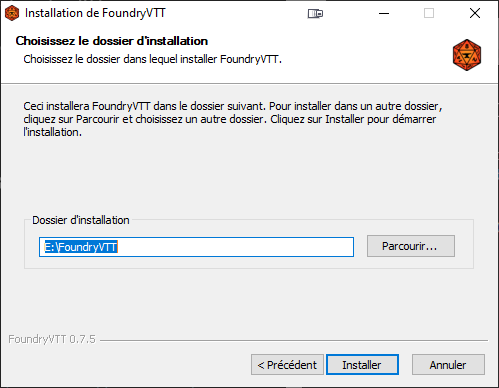 Installation de FoundryVTT
Choisissez le dossier d'installation
Choisissez le dossier dans lequel installer FoundryVTT.
Ceci installera FoundryVTT dans le dossier suivant. Pour installer dans un autre dossier,
cliquez sur Parcourir et choisissez un autre dossier. Cliquez sur Installer pour démarrer
l'installation.
Dossier d'installation
E:\FoundryVTT
Parcourir...
FoundryVTT 0.7.5
< Précédent
Installer
Annuler